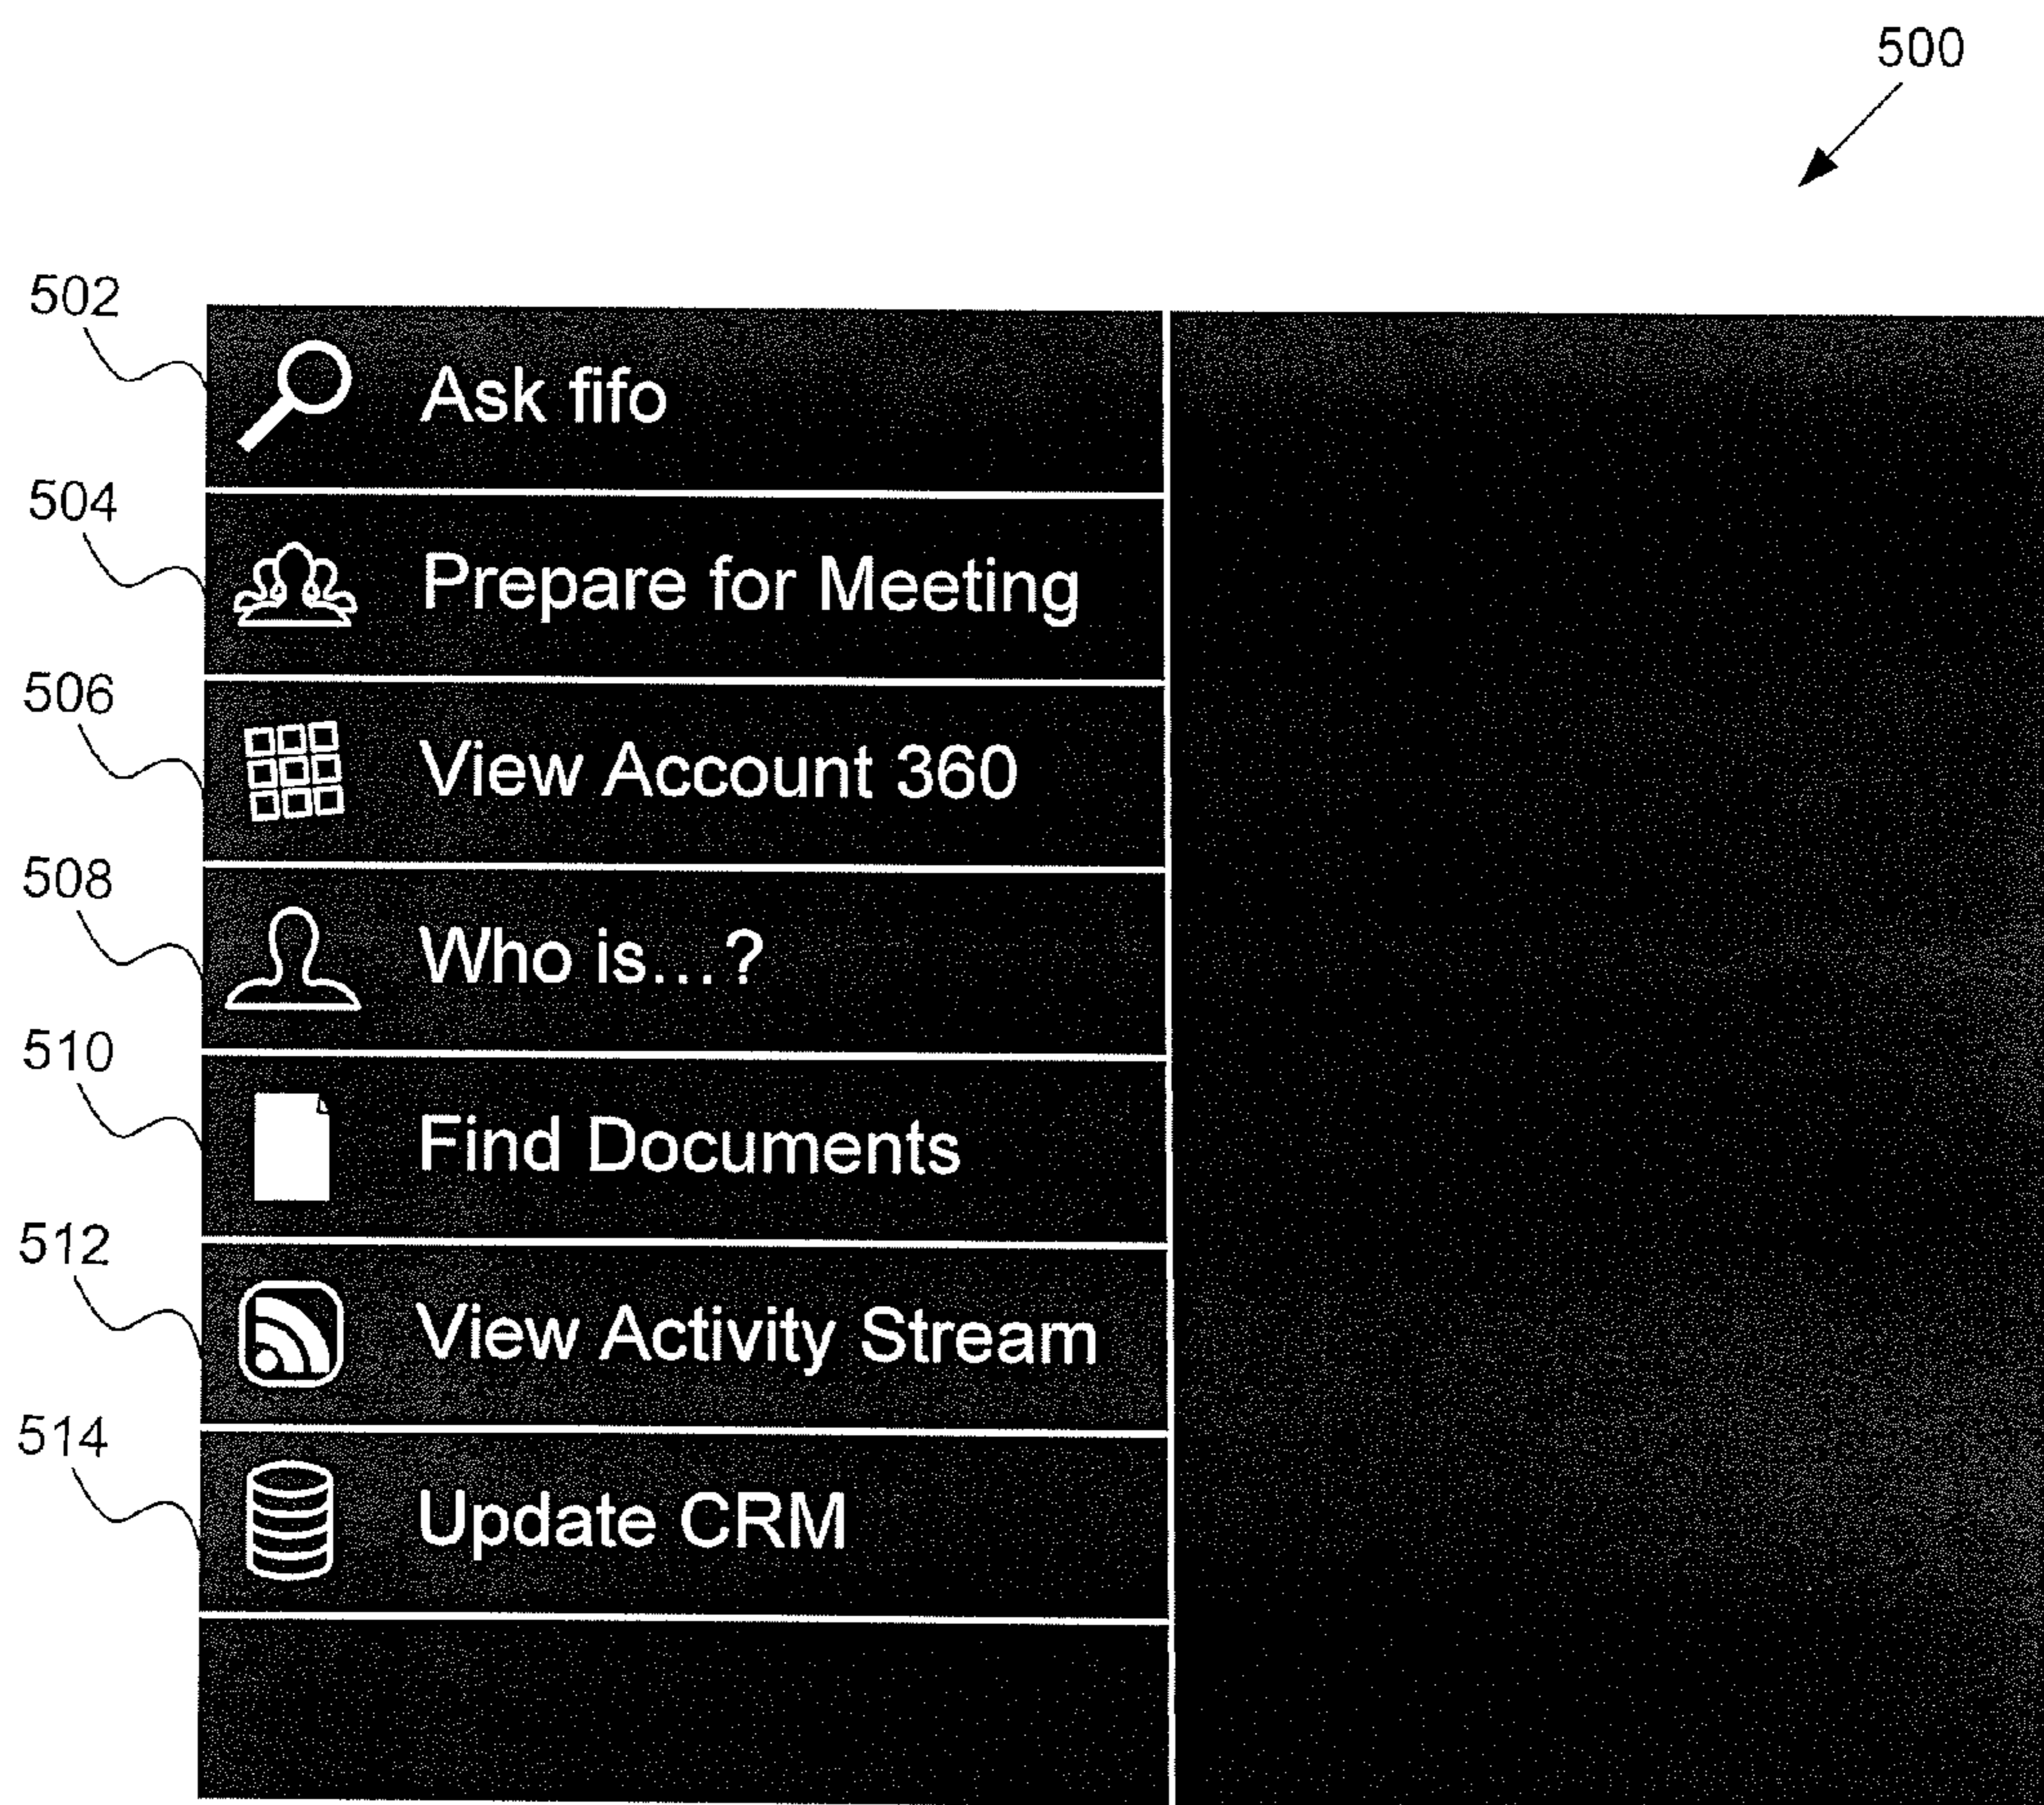 500
502
Ask fifo
504
Prepare for Meeting
506
View Account 360
508
Who is...?
510
Find Documents
512
View Activity Stream
514
Update CRM